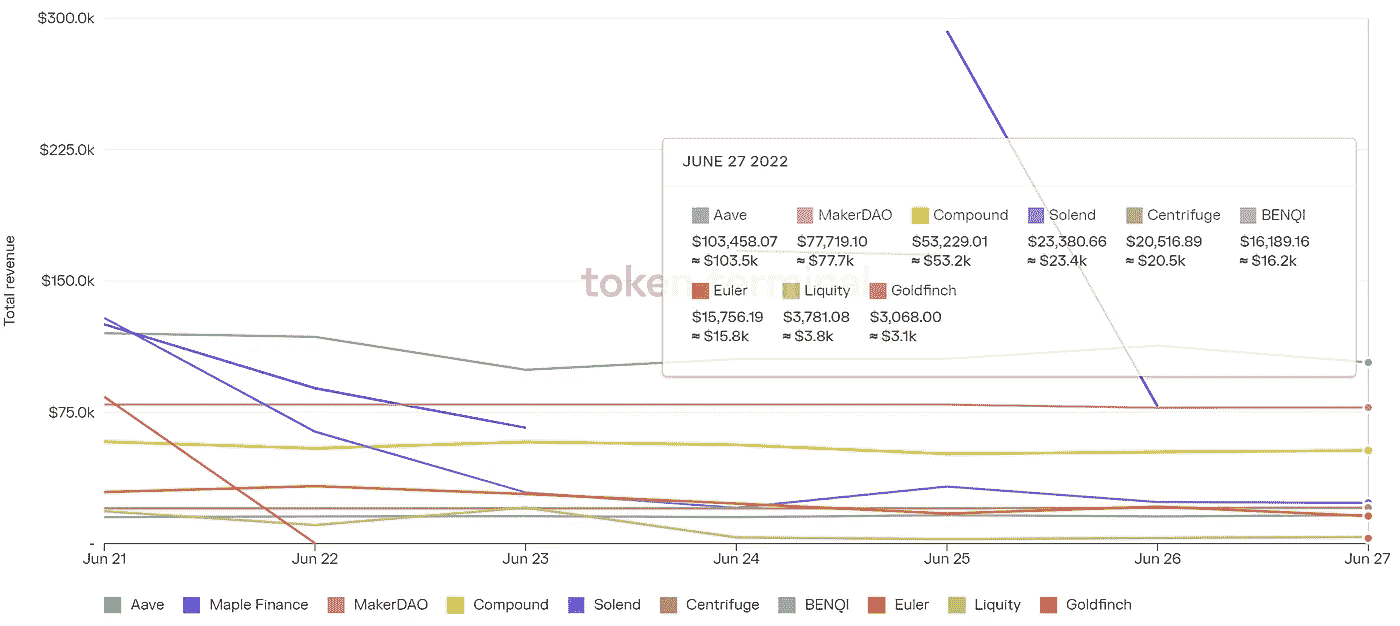 $300.0k
$225.0k
$150.0k
$75.0k
-
Total revenue
JUNE 27 2022
Aave MakerDAO Compound Solend Centrifuge BENQI
$103,458.07 $77,719.10 $53,229.01 $23,380.66 $20,516.89 $16,189.16
≈ $103.5k ≈ $77.7k ≈ $53.2k ≈ $23.4k ≈ $20.5k ≈ $16.2k
token terminal
Euler Liquity Goldfinch
$15,756.19 $3,781.08 $3,068.00
≈ $15.8k ≈ $3.8k ≈ $3.1k
Jun 21 Jun 22 Jun 23 Jun 24 Jun 25 Jun 26 Jun 27
Aave Maple Finance MakerDAO Compound Solend Centrifuge BENQI Euler Liquity Goldfinch